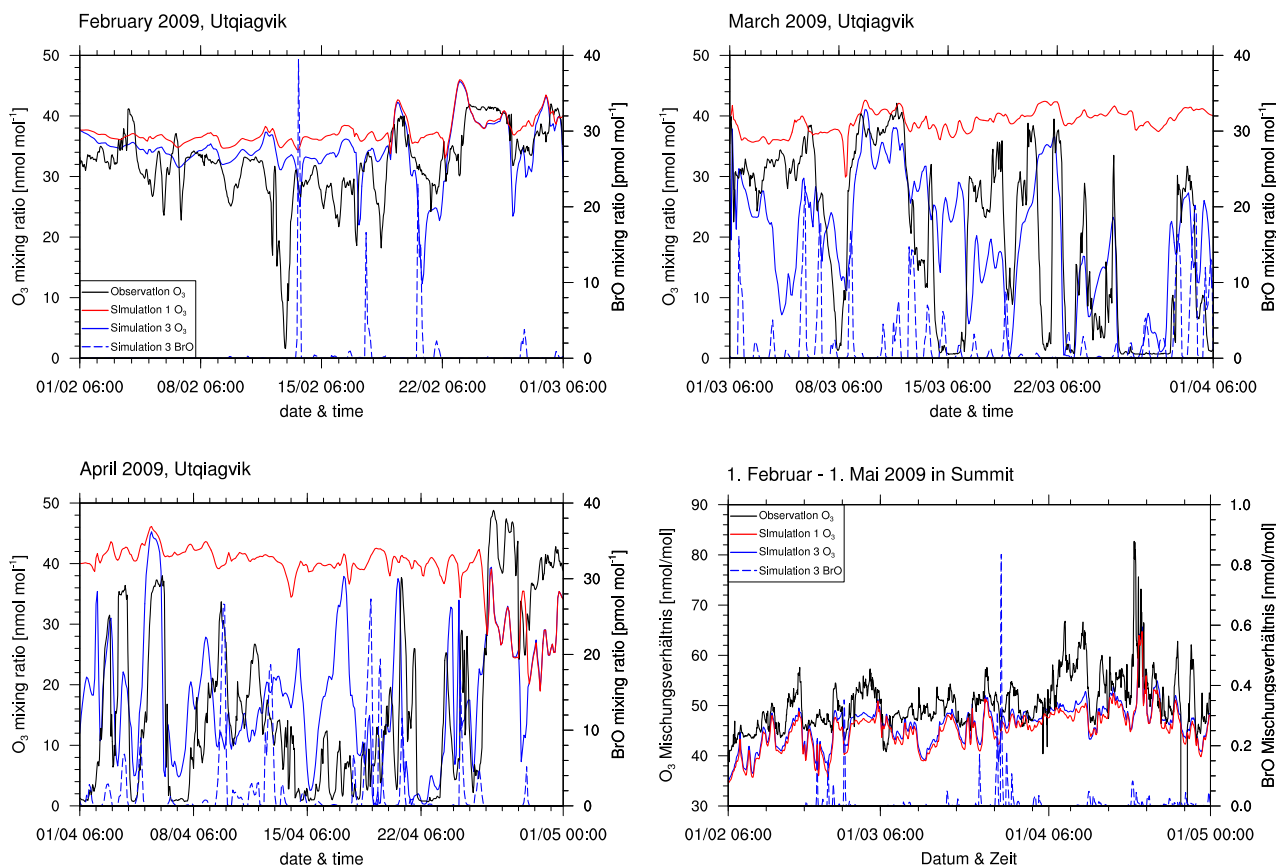 February 2009, Utqiagvik
50
40
30
20
10
0
O₃ mixing ratio [nmol mol⁻¹]
40
30
20
10
0
BrO mixing ratio [pmol mol⁻¹]
Observation O₃
SImulation 1 O₃
Simulation 3 O₃
Simulation 3 BrO
01/02 06:00 08/02 06:00 15/02 06:00 22/02 06:00 01/03 06:00
date & time
March 2009, Utqiagvik
50
40
30
20
10
0
O₃ mixing ratio [nmol mol⁻¹]
40
30
20
10
0
BrO mixing ratio [pmol mol⁻¹]
01/03 06:00 08/03 06:00 15/03 06:00 22/03 06:00 01/04 06:00
date & time
April 2009, Utqiagvik
50
40
30
20
10
0
O₃ mixing ratio [nmol mol⁻¹]
40
30
20
10
0
BrO mixing ratio [pmol mol⁻¹]
01/04 06:00 08/04 06:00 15/04 06:00 22/04 06:00 01/05 00:00
date & time
1. Februar - 1. Mai 2009 in Summit
90
80
70
60
50
40
30
O₃ Mischungsverhältnis [nmol/mol]
1.0
0.8
0.6
0.4
0.2
0.0
BrO Mischungsverhältnis [nmol/mol]
Observation O₃
SImulation 1 O₃
SImulation 3 O₃
Simulation 3 BrO
01/02 06:00 01/03 06:00 01/04 06:00 01/05 00:00
Datum & Zeit